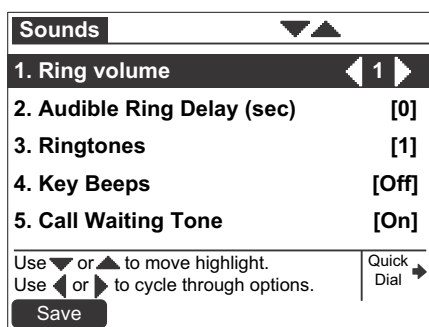 Sounds
1. Ring volume 1
2. Audible Ring Delay (sec) [0]
3. Ringtones [1]
4. Key Beeps [Off]
5. Call Waiting Tone [On]
Use or to move highlight.
Use or to cycle through options.
Quick
Dial
Save